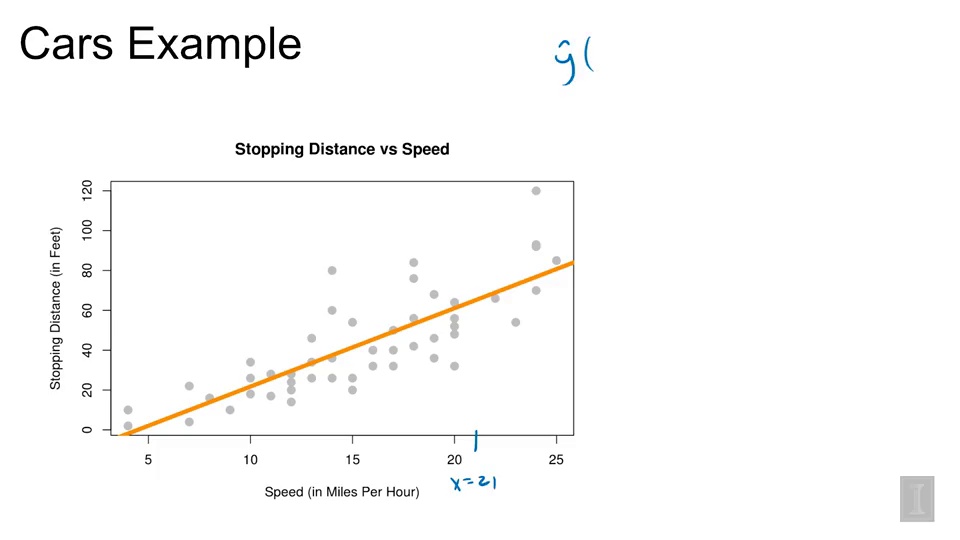 Cars Example
ŷ(
Stopping Distance vs Speed
Stopping Distance (in Feet)
120
100
80
60
40
20
0
5 10 15 20 25
x=21
Speed (in Miles Per Hour)
I